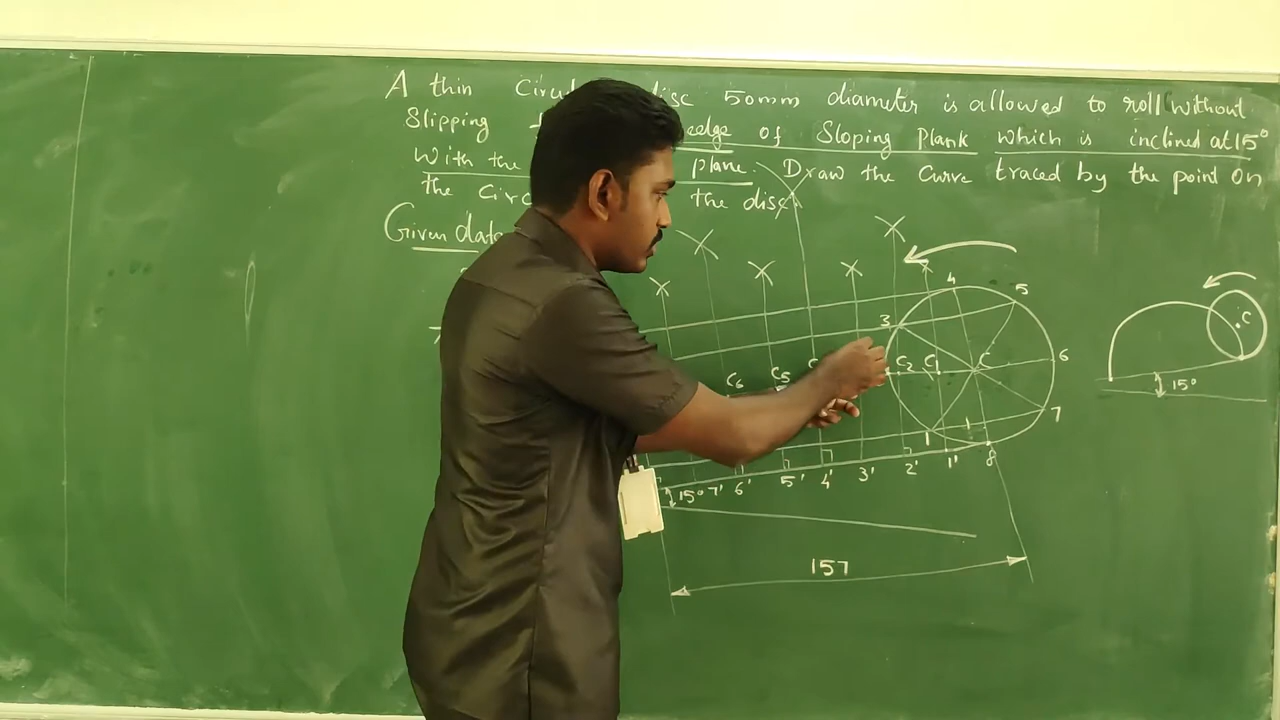 A thin disc 50mm diameter is allowed to roll without
Slipping edge of Sloping Plank which is inclined at 15°
with the plane. Draw the Curve traced by the point on
the the disc
Given data
4 5
3 C
6
C2 C1 C
C6 C5 C 15°
7
1 1
8
15° 7' 6' 5' 4' 3' 2' 1'
157